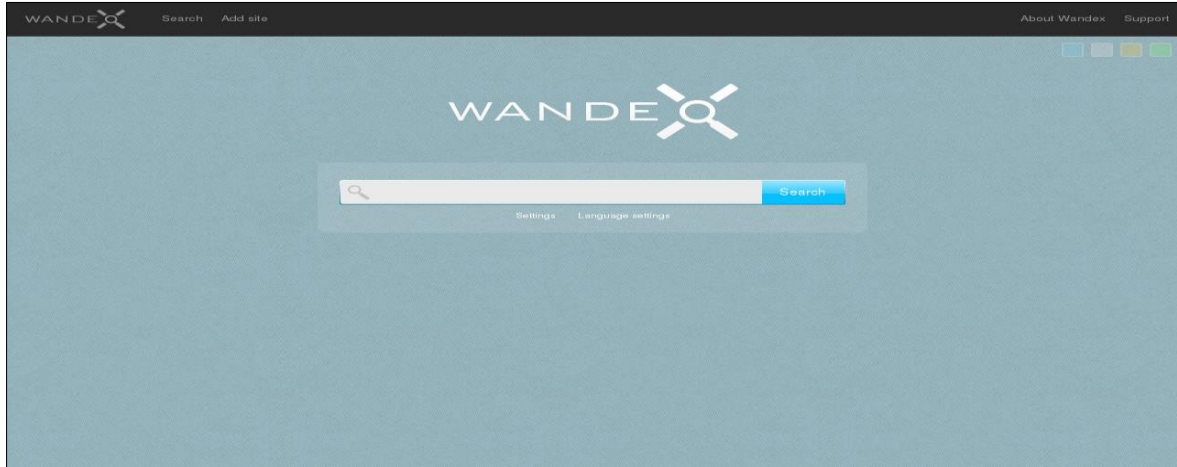 WANDEX Search Add site About Wandex Support
WANDEX
Search
Settings Language settings